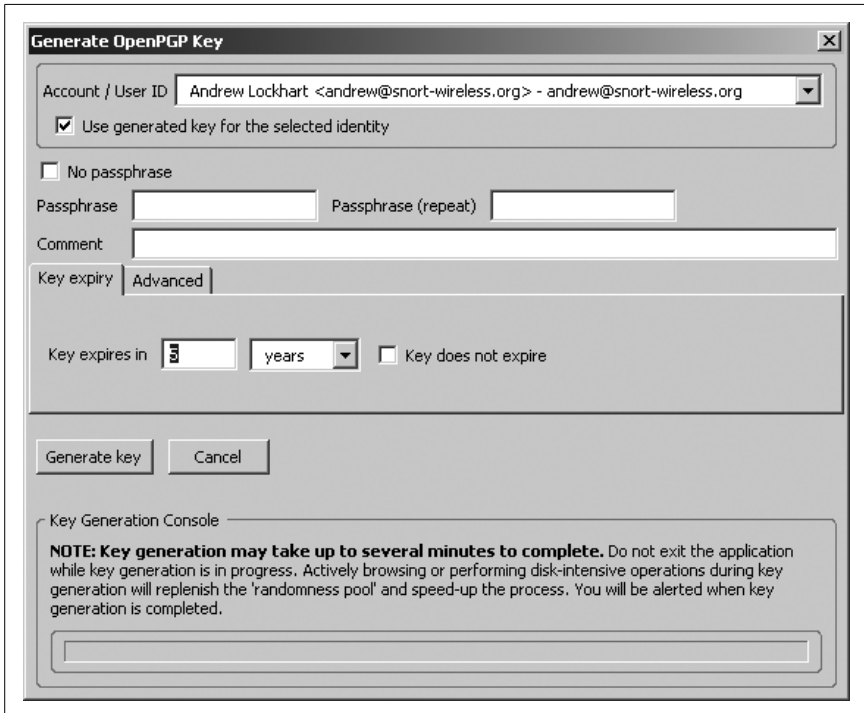 Generate OpenPGP Key
Account / User ID Andrew Lockhart <andrew@snort-wireless.org> - andrew@snort-wireless.org
Use generated key for the selected identity
No passphrase
Passphrase Passphrase (repeat)
Comment
Key expiry Advanced
Key expires in 5 years Key does not expire
Generate key Cancel
Key Generation Console
NOTE: Key generation may take up to several minutes to complete. Do not exit the application
while key generation is in progress. Actively browsing or performing disk-intensive operations during key
generation will replenish the 'randomness pool' and speed-up the process. You will be alerted when key
generation is completed.